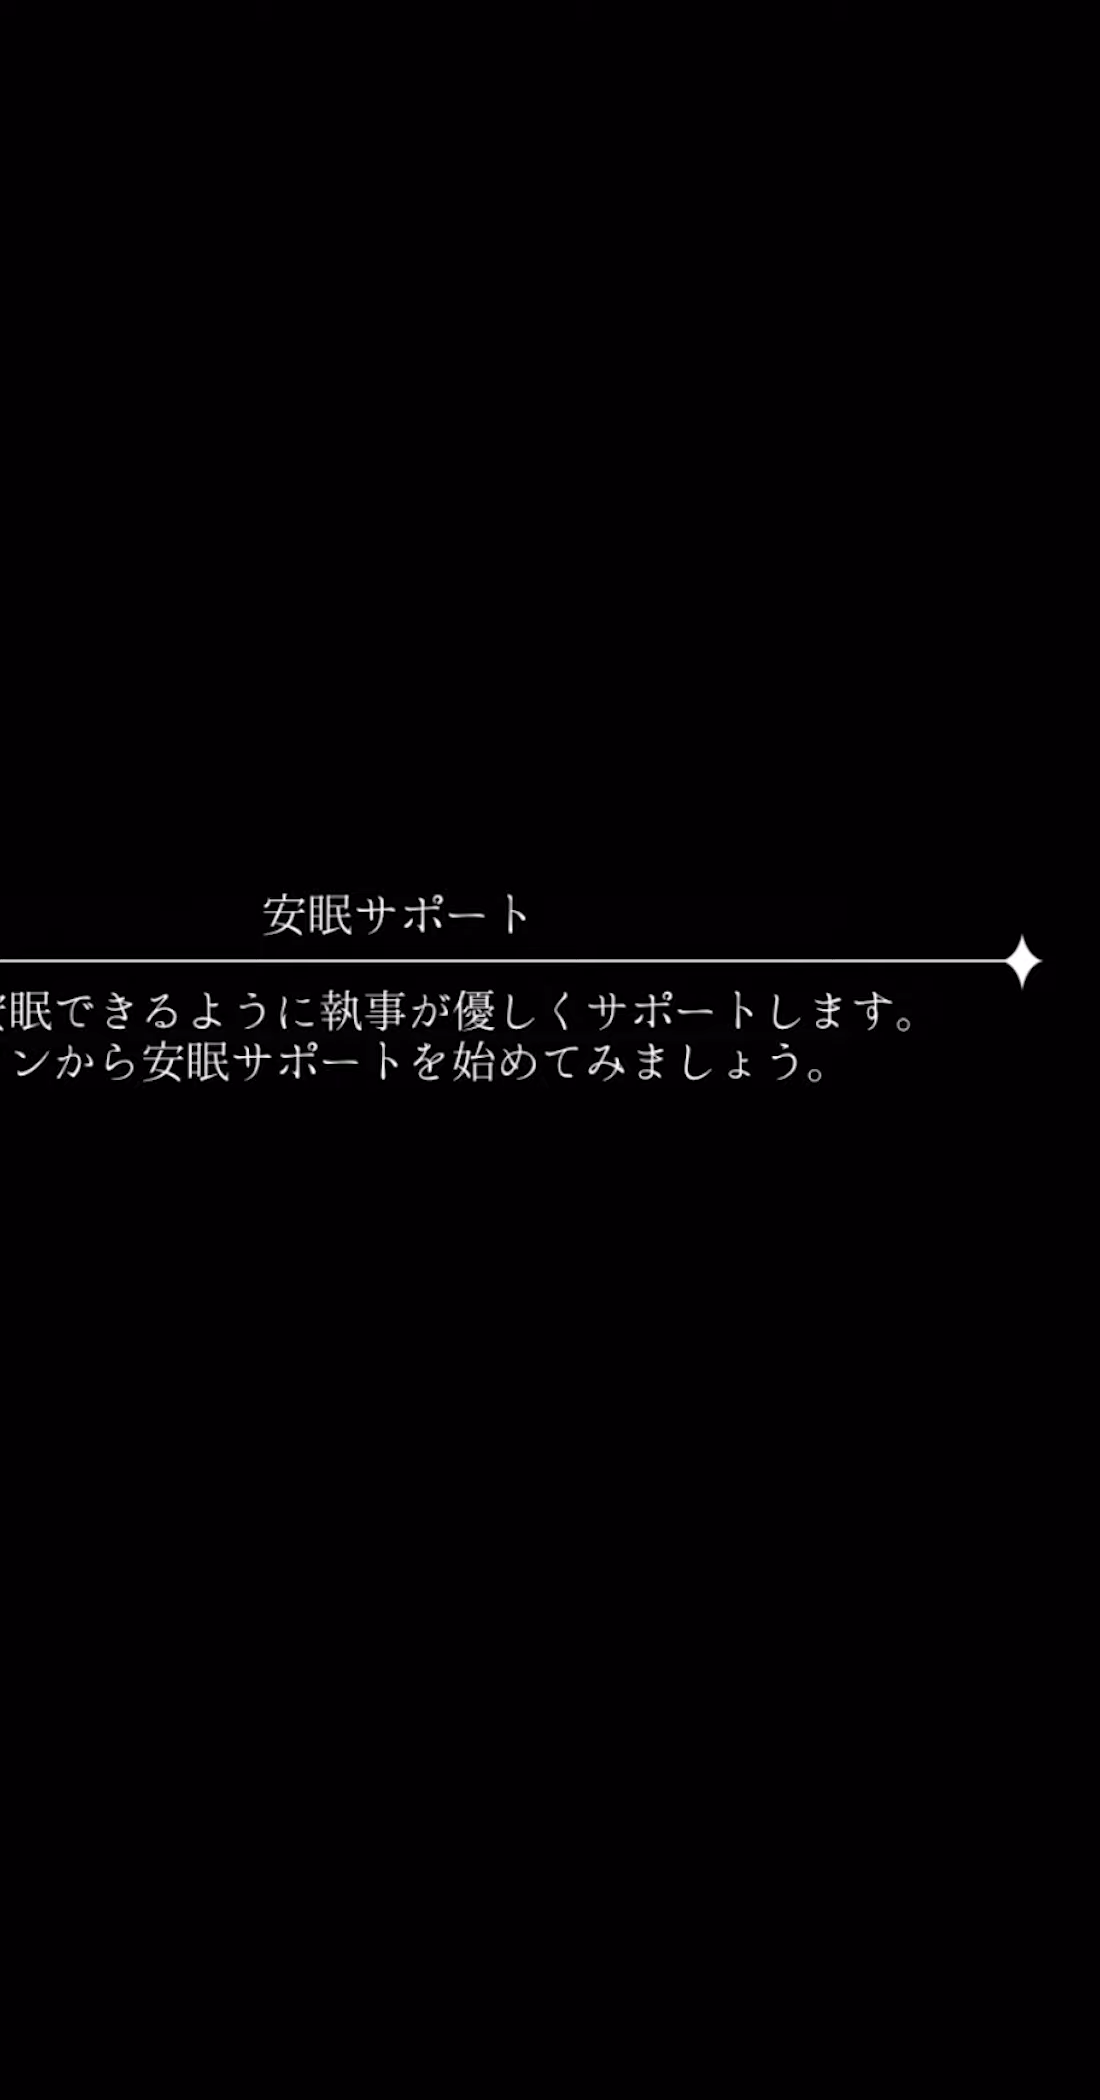 安眠サポート
眠できるように執事が優しくサポートします。
ンから安眠サポートを始めてみましょう。